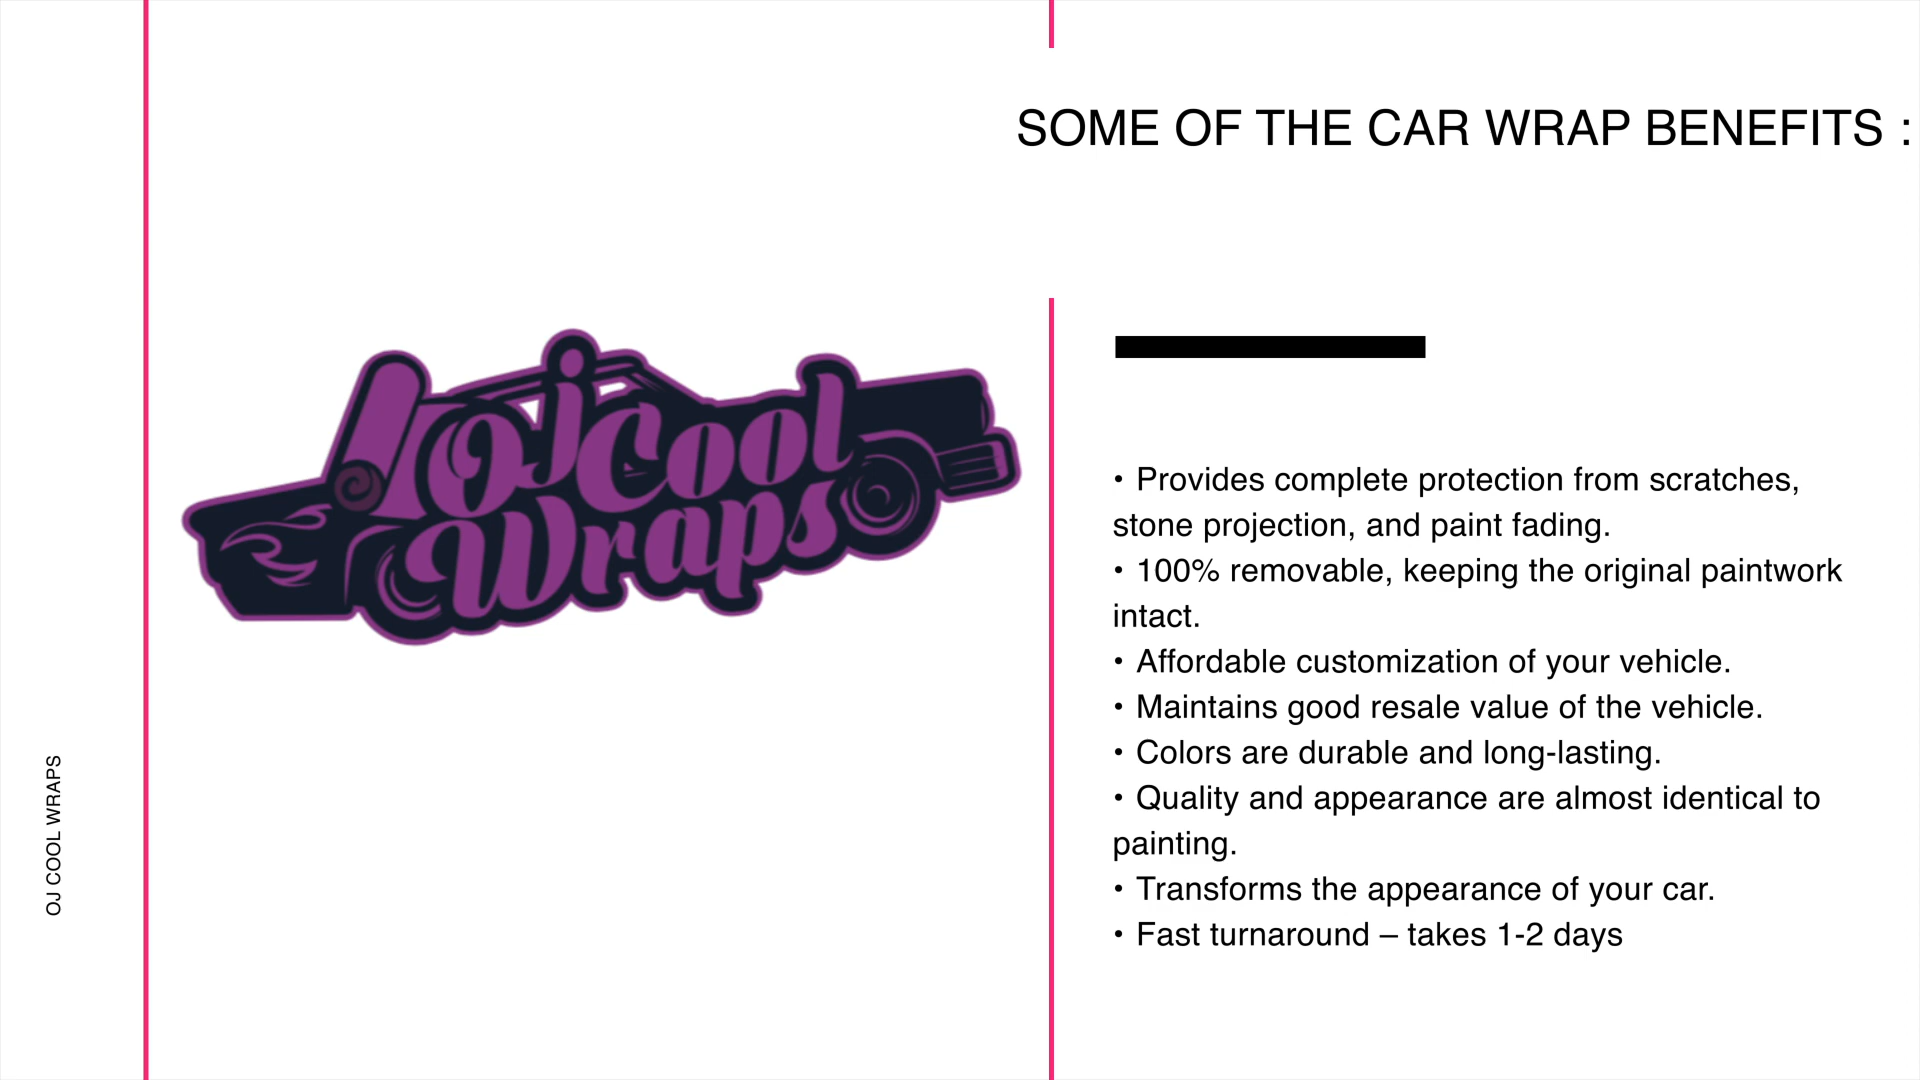 SOME OF THE CAR WRAP BENEFITS :
Oj Cool
Wraps
• Provides complete protection from scratches,
stone projection, and paint fading.
• 100% removable, keeping the original paintwork
intact.
• Affordable customization of your vehicle.
• Maintains good resale value of the vehicle.
• Colors are durable and long-lasting.
• Quality and appearance are almost identical to
painting.
• Transforms the appearance of your car.
• Fast turnaround – takes 1-2 days
OJ COOL WRAPS